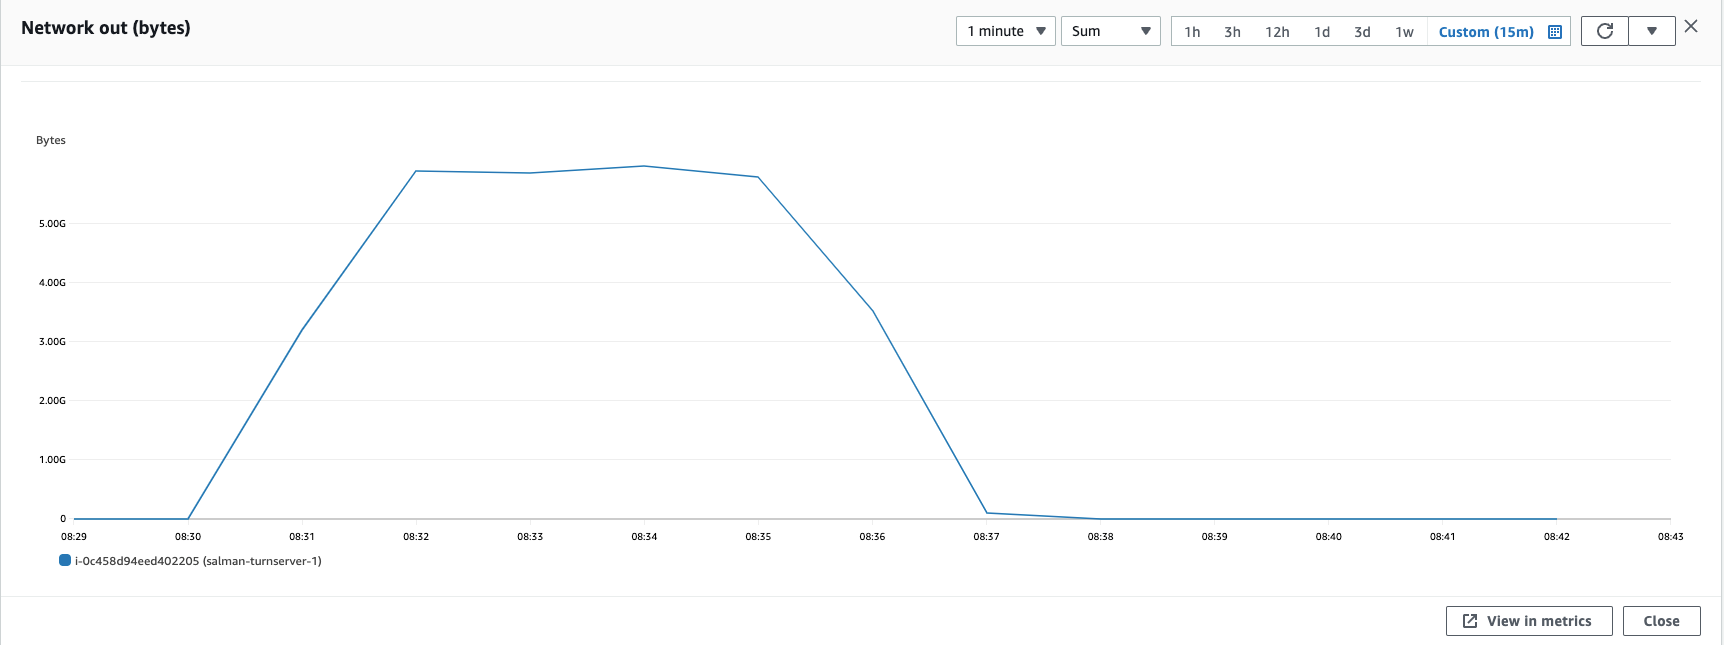 Network out (bytes)
1 minute Sum 1h 3h 12h 1d 3d 1w Custom (15m)
Bytes
5.00G
4.00G
3.00G
2.00G
1.00G
0
08:29 08:30 08:31 08:32 08:33 08:34 08:35 08:36 08:37 08:38 08:39 08:40 08:41 08:42 08:43
i-0c458d94eed402205 (salman-turnserver-1)
View in metrics Close